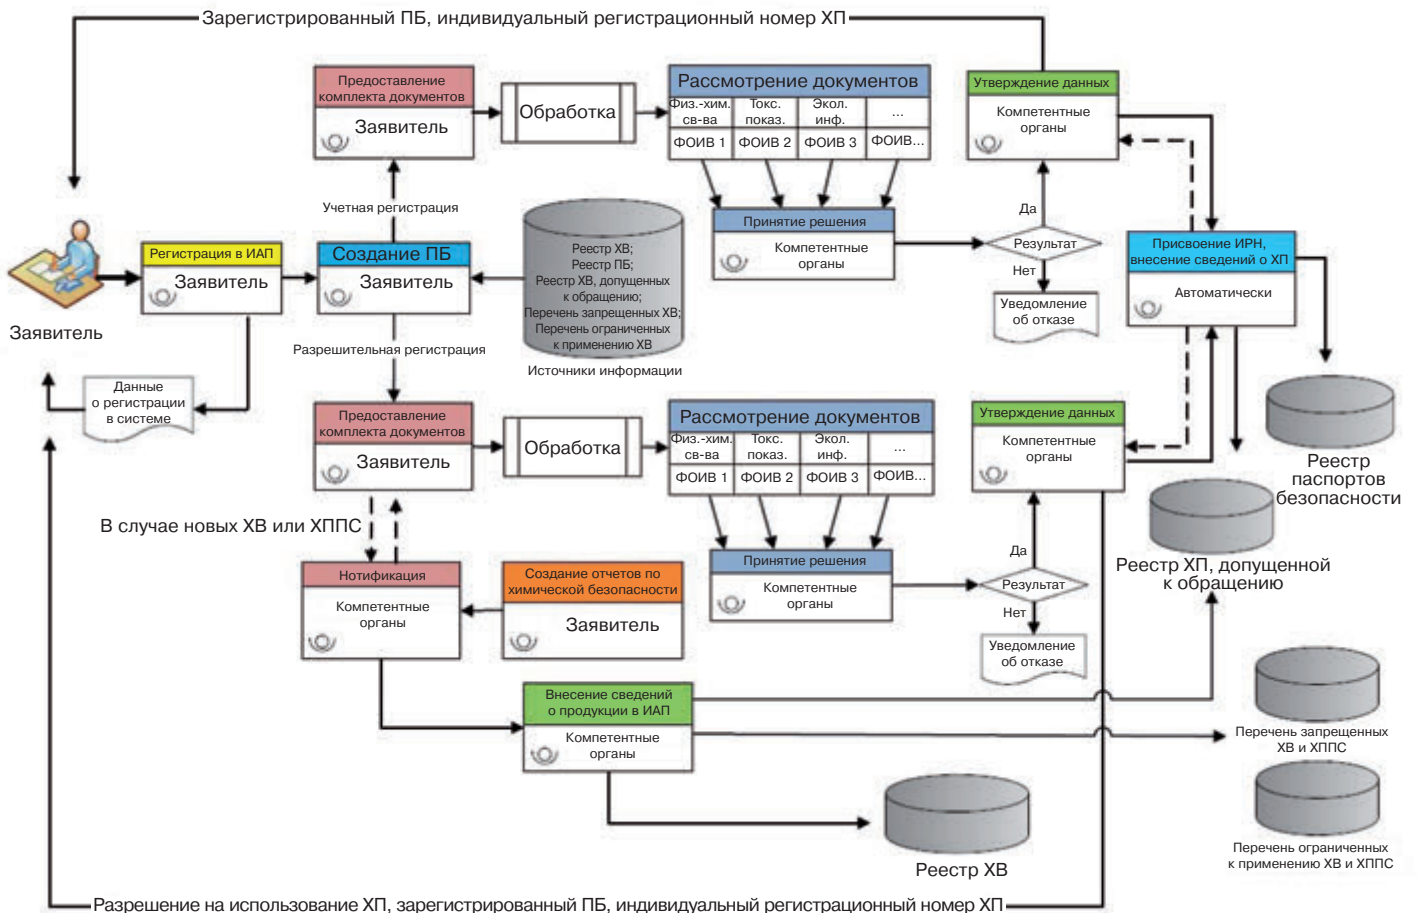 Зарегистрированный ПБ, индивидуальный регистрационный номер ХП
Предоставление
комплекта документов
Заявитель
Обработка
Рассмотрение документов
Физ.-хим.
св-ва
Токс.
показ.
Экол.
инф.
...
ФОИВ 1
ФОИВ 2
ФОИВ 3
ФОИВ...
Утверждение данных
Компетентные
органы
Учетная регистрация
Принятие решения
Компетентные
органы
Да
Результат
Нет
Уведомление
об отказе
Заявитель
Регистрация в ИАП
Заявитель
Создание ПБ
Заявитель
Реестр ХВ;
Реестр ПБ;
Реестр ХВ, допущенных
к обращению;
Перечень запрещенных ХВ;
Перечень ограниченных
к применению ХВ
Источники информации
Присвоение ИРН,
внесение сведений о ХП
Автоматически
Разрешительная регистрация
Данные
о регистрации
в системе
Предоставление
комплекта документов
Заявитель
Обработка
Рассмотрение документов
Физ.-хим.
св-ва
Токс.
показ.
Экол.
инф.
...
ФОИВ 1
ФОИВ 2
ФОИВ 3
ФОИВ...
Утверждение данных
Компетентные
органы
Реестр
паспортов
безопасности
В случае новых ХВ или ХППС
Реестр ХП, допущенной
к обращению
Нотификация
Компетентные
органы
Создание отчетов по
химической безопасности
Заявитель
Принятие решения
Компетентные
органы
Да
Результат
Нет
Уведомление
об отказе
Внесение сведений
о продукции в ИАП
Компетентные
органы
Перечень запрещенных
ХВ и ХППС
Перечень ограниченных
к применению ХВ и ХППС
Реестр ХВ
Разрешение на использование ХП, зарегистрированный ПБ, индивидуальный регистрационный номер ХП